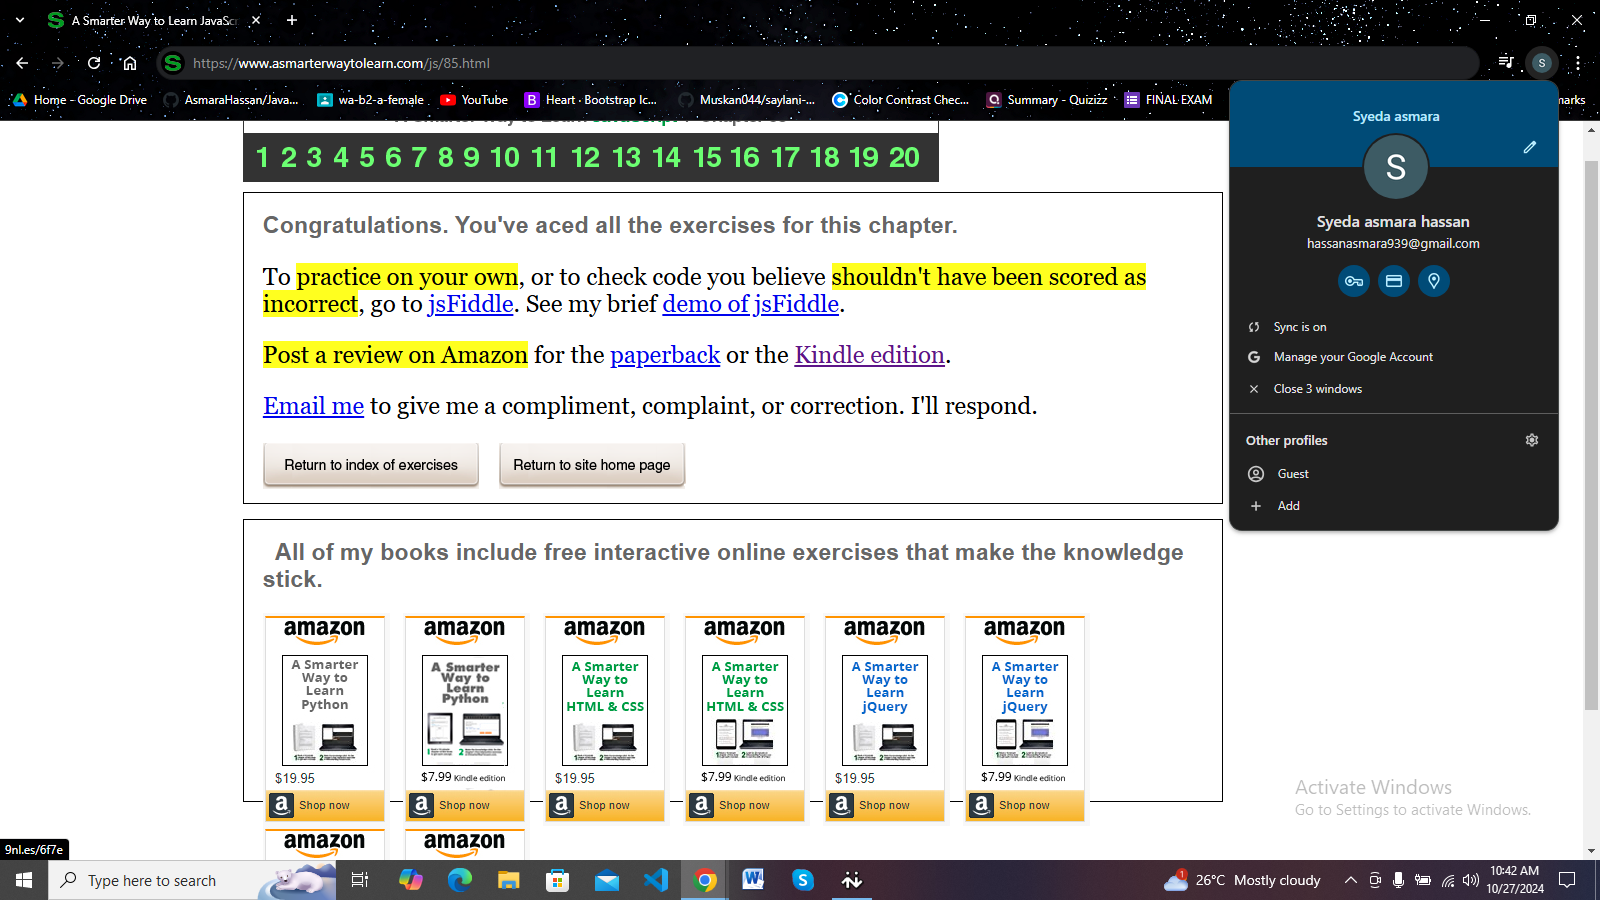 A Smarter Way to Learn JavaScr
https://www.asmarterwaytolearn.com/js/85.html
S
Home - Google Drive
AsmaraHassan/Java...
wa-b2-a-female
YouTube
Heart · Bootstrap Ic...
Muskan044/saylani-...
Color Contrast Chec...
Summary - Quizizz
FINAL EXAM
marks
1 2 3 4 5 6 7 8 9 10 11 12 13 14 15 16 17 18 19 20
Congratulations. You've aced all the exercises for this chapter.
To practice on your own, or to check code you believe shouldn't have been scored as
incorrect, go to jsFiddle. See my brief demo of jsFiddle.
Post a review on Amazon for the paperback or the Kindle edition.
Email me to give me a compliment, complaint, or correction. I'll respond.
Return to index of exercises
Return to site home page
Syeda asmara
S
Syeda asmara hassan
hassanasmara939@gmail.com
Sync is on
Manage your Google Account
Close 3 windows
Other profiles
Guest
Add
All of my books include free interactive online exercises that make the knowledge
stick.
amazon
A Smarter
Way to
Learn
Python
$19.95
Shop now
amazon
A Smarter
Way to
Learn
Python
$7.99 Kindle edition
Shop now
amazon
A Smarter
Way to
Learn
HTML & CSS
$19.95
Shop now
amazon
A Smarter
Way to
Learn
HTML & CSS
$7.99 Kindle edition
Shop now
amazon
A Smarter
Way to
Learn
jQuery
$19.95
Shop now
amazon
A Smarter
Way to
Learn
jQuery
$7.99 Kindle edition
Shop now
amazon
amazon
Activate Windows
Go to Settings to activate Windows.
9nl.es/6f7e
Type here to search
1
26°C Mostly cloudy
10:42 AM
10/27/2024